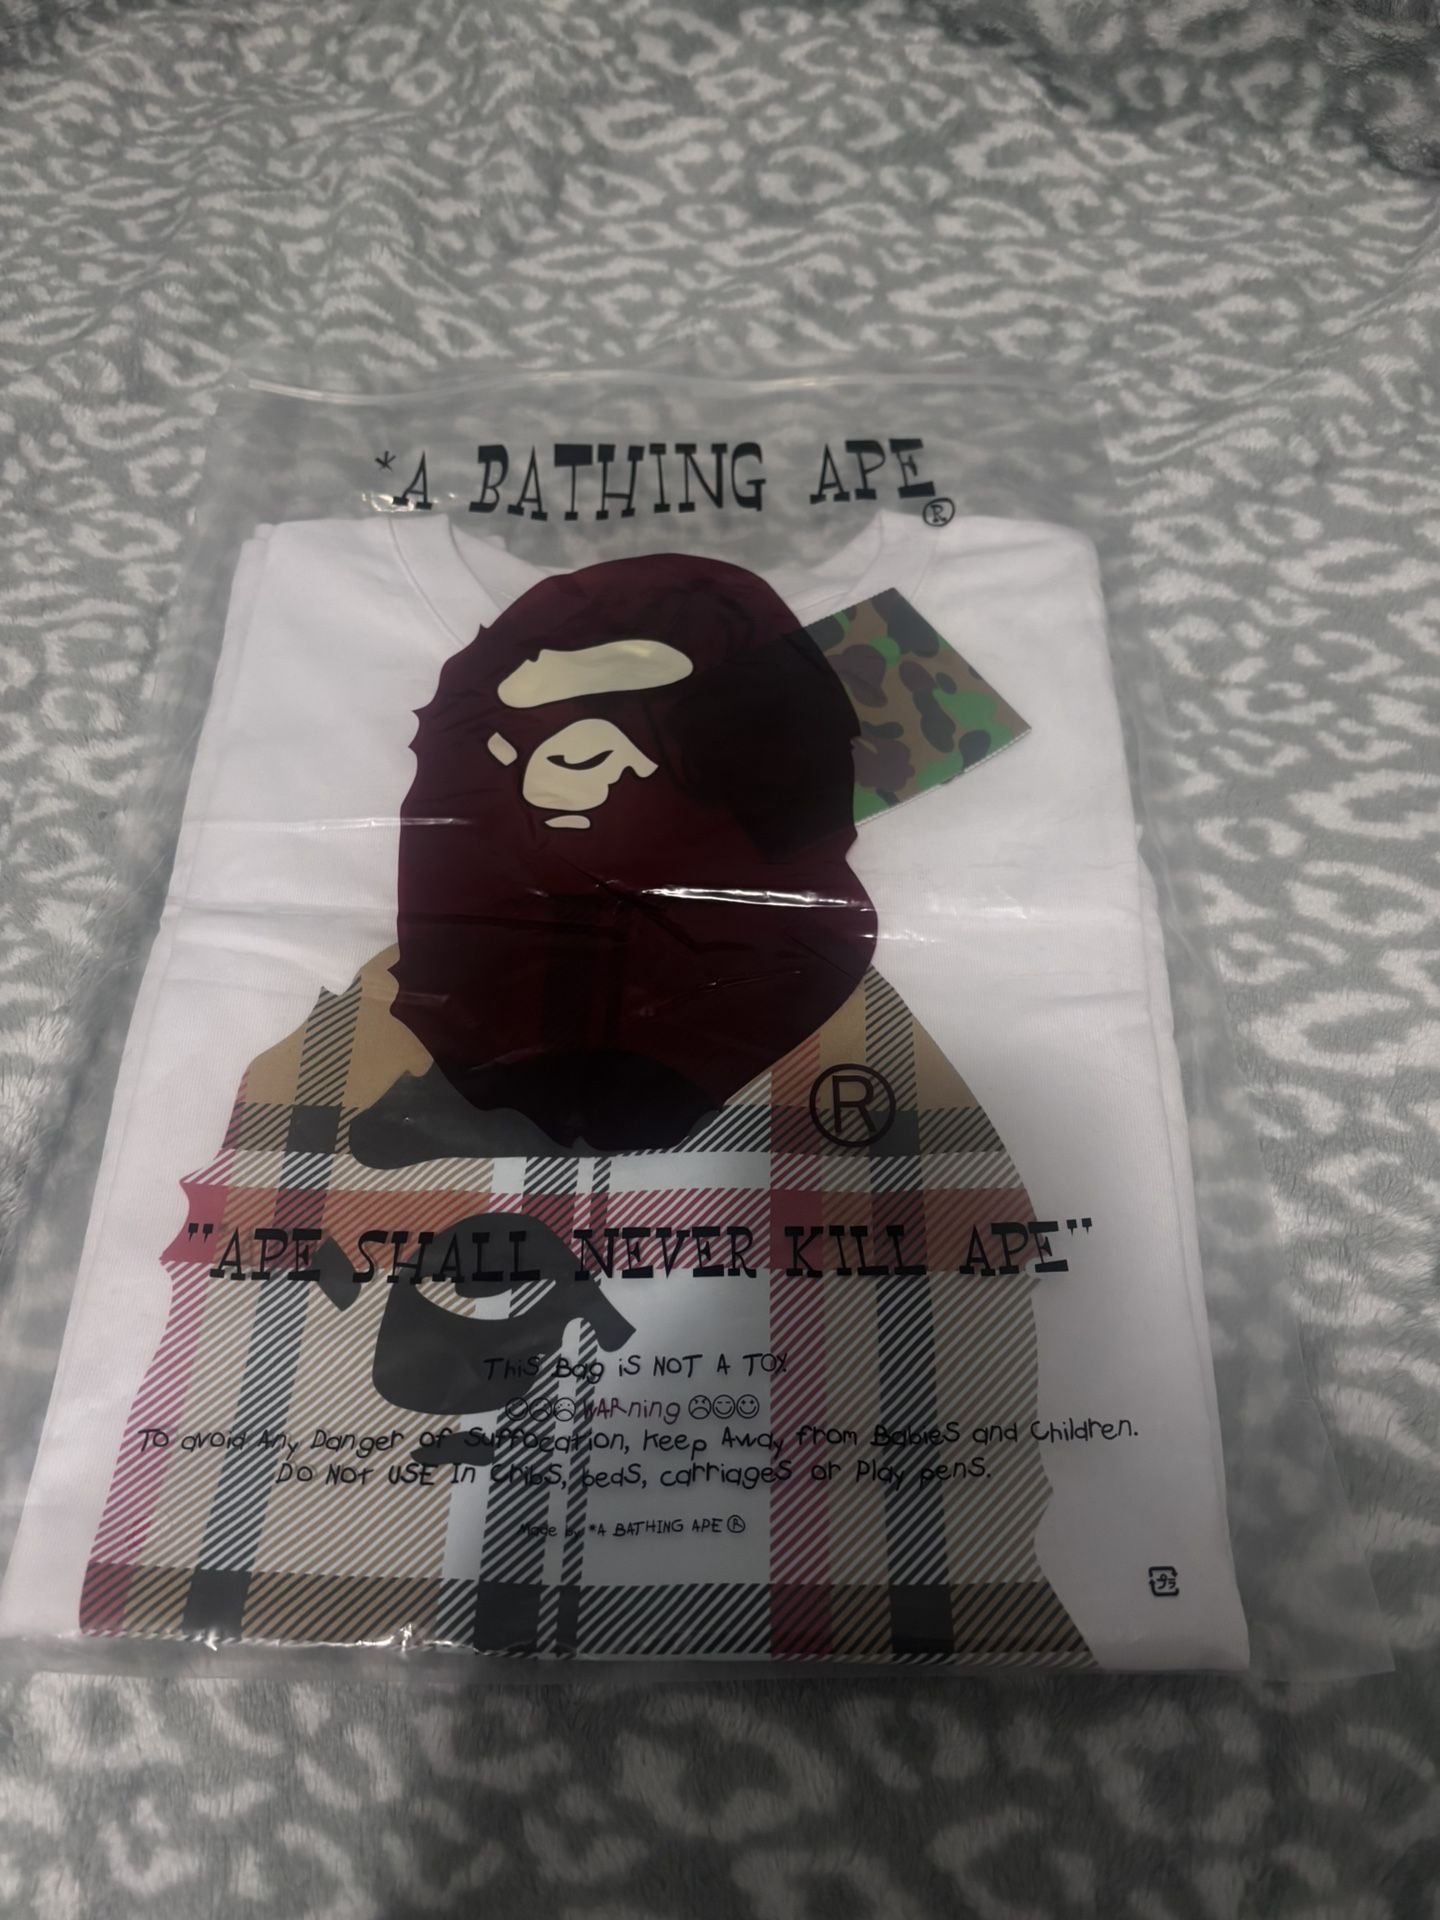 *A BATHING APE®
®
"APE SHALL NEVER KILL APE"
This Bag is NOT A TOY.
WARning
To avoid Any Danger of Suffocation, Keep Away from Babies and Children.
Do Not USE In Cribs, beds, carriages or Play pens.
Made by *A BATHING APE®
プラ